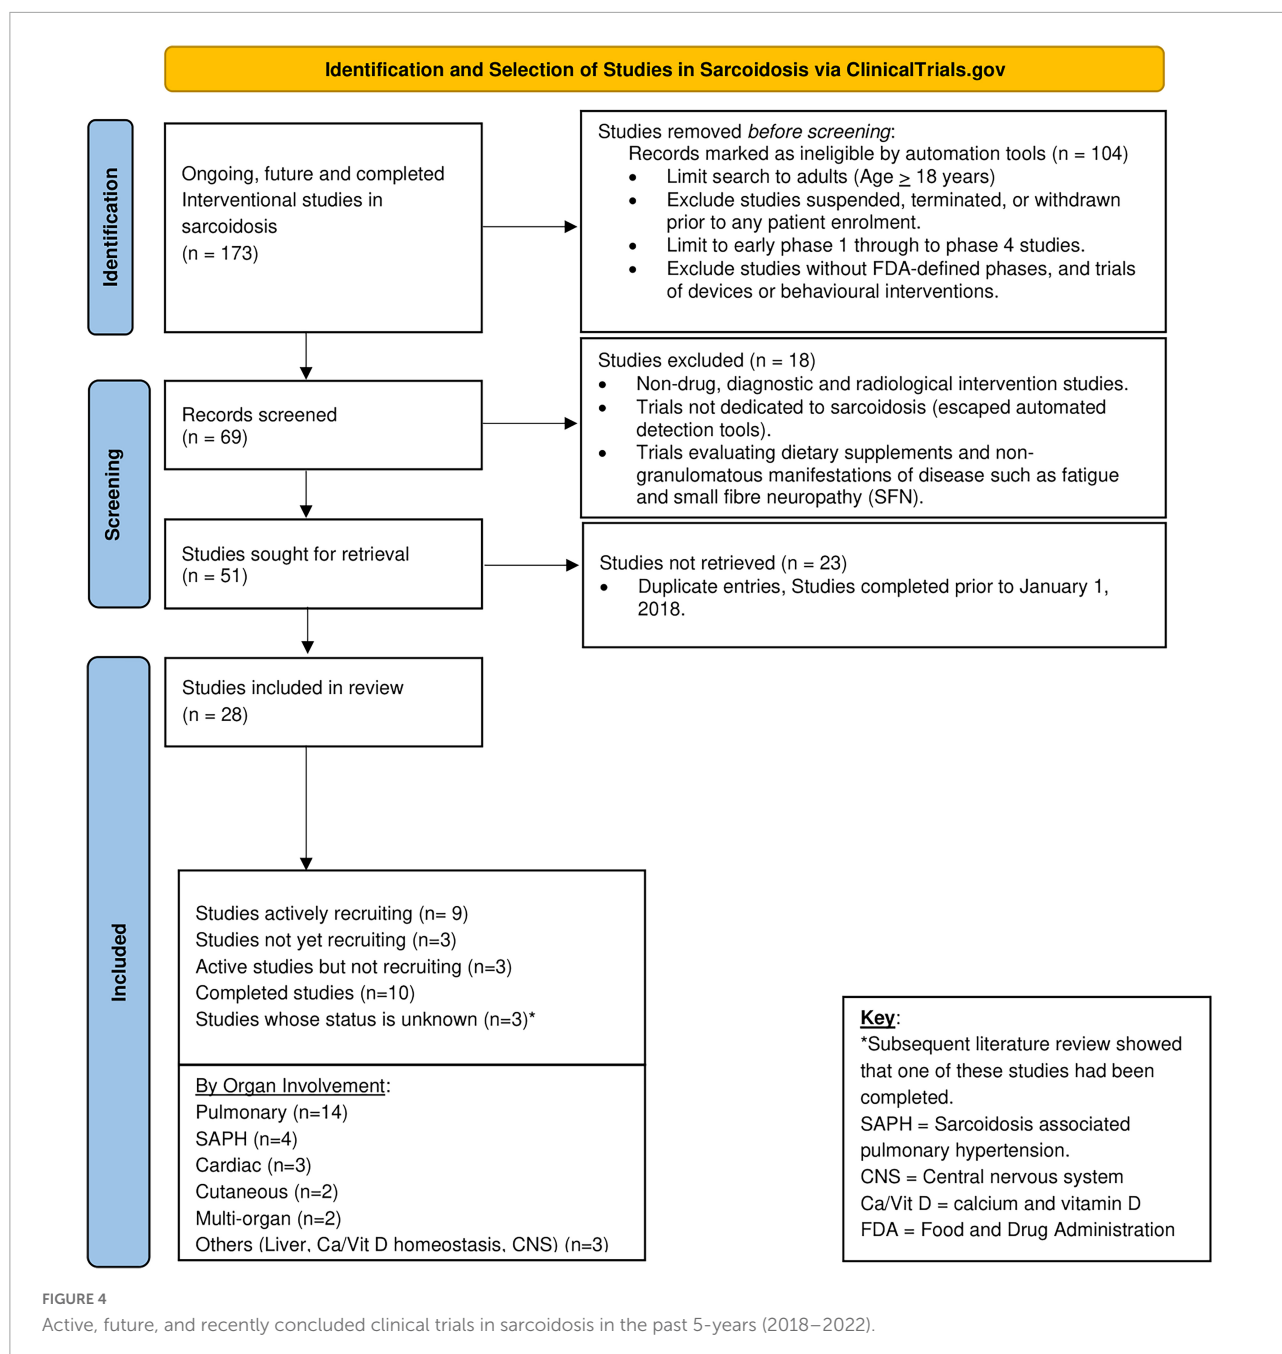 Identification and Selection of Studies in Sarcoidosis via ClinicalTrials.gov
Identification
Ongoing, future and completed
Interventional studies in
sarcoidosis
(n = 173)
Studies removed before screening:
Records marked as ineligible by automation tools (n = 104)
• Limit search to adults (Age ≥ 18 years)
• Exclude studies suspended, terminated, or withdrawn
prior to any patient enrolment.
• Limit to early phase 1 through to phase 4 studies.
• Exclude studies without FDA-defined phases, and trials
of devices or behavioural interventions.
Screening
Records screened
(n = 69)
Studies excluded (n = 18)
• Non-drug, diagnostic and radiological intervention studies.
• Trials not dedicated to sarcoidosis (escaped automated
detection tools).
• Trials evaluating dietary supplements and non-
granulomatous manifestations of disease such as fatigue
and small fibre neuropathy (SFN).
Studies sought for retrieval
(n = 51)
Studies not retrieved (n = 23)
• Duplicate entries, Studies completed prior to January 1,
2018.
Included
Studies included in review
(n = 28)
Studies actively recruiting (n= 9)
Studies not yet recruiting (n=3)
Active studies but not recruiting (n=3)
Completed studies (n=10)
Studies whose status is unknown (n=3)*
By Organ Involvement:
Pulmonary (n=14)
SAPH (n=4)
Cardiac (n=3)
Cutaneous (n=2)
Multi-organ (n=2)
Others (Liver, Ca/Vit D homeostasis, CNS) (n=3)
Key:
*Subsequent literature review showed
that one of these studies had been
completed.
SAPH = Sarcoidosis associated
pulmonary hypertension.
CNS = Central nervous system
Ca/Vit D = calcium and vitamin D
FDA = Food and Drug Administration
FIGURE 4
Active, future, and recently concluded clinical trials in sarcoidosis in the past 5-years (2018–2022).